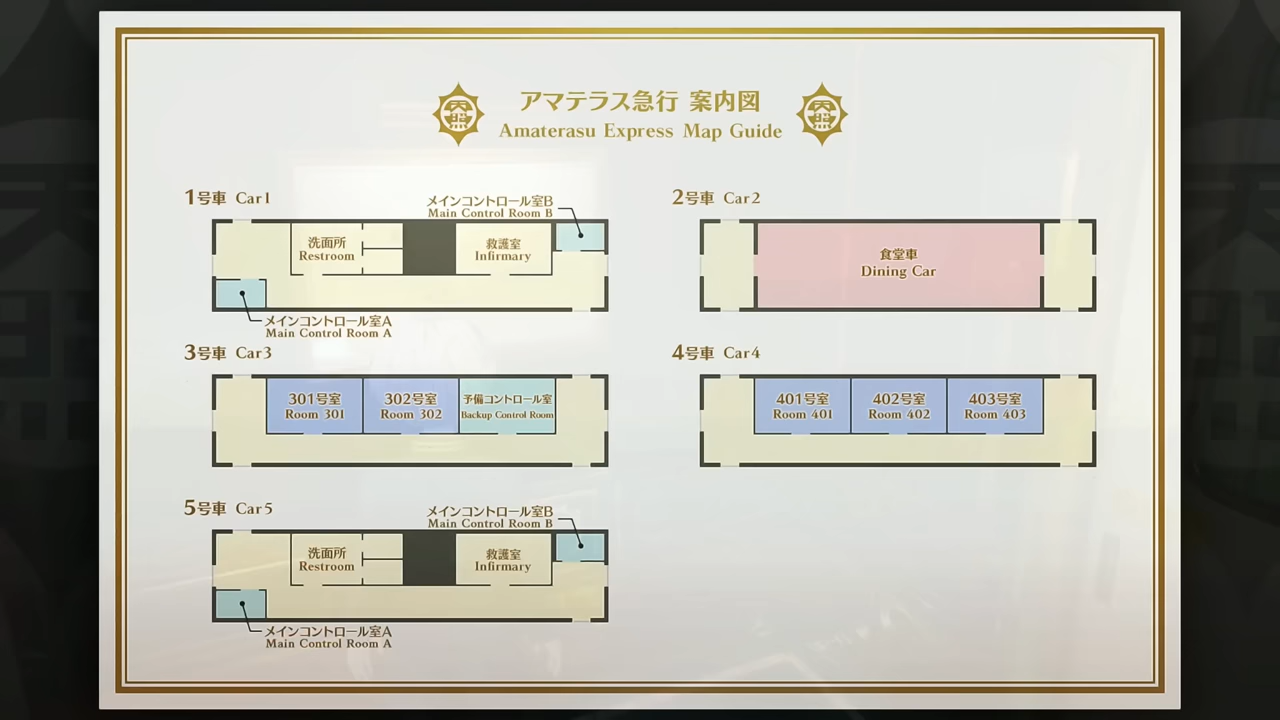 アマテラス急行 案内図
Amaterasu Express Map Guide
天照
天照
1号車 Car1
メインコントロール室B
Main Control Room B
洗面所
Restroom
救護室
Infirmary
メインコントロール室A
Main Control Room A
2号車 Car2
食堂車
Dining Car
3号車 Car3
301号室
Room 301
302号室
Room 302
予備コントロール室
Backup Control Room
4号車 Car4
401号室
Room 401
402号室
Room 402
403号室
Room 403
5号車 Car5
メインコントロール室B
Main Control Room B
洗面所
Restroom
救護室
Infirmary
メインコントロール室A
Main Control Room A